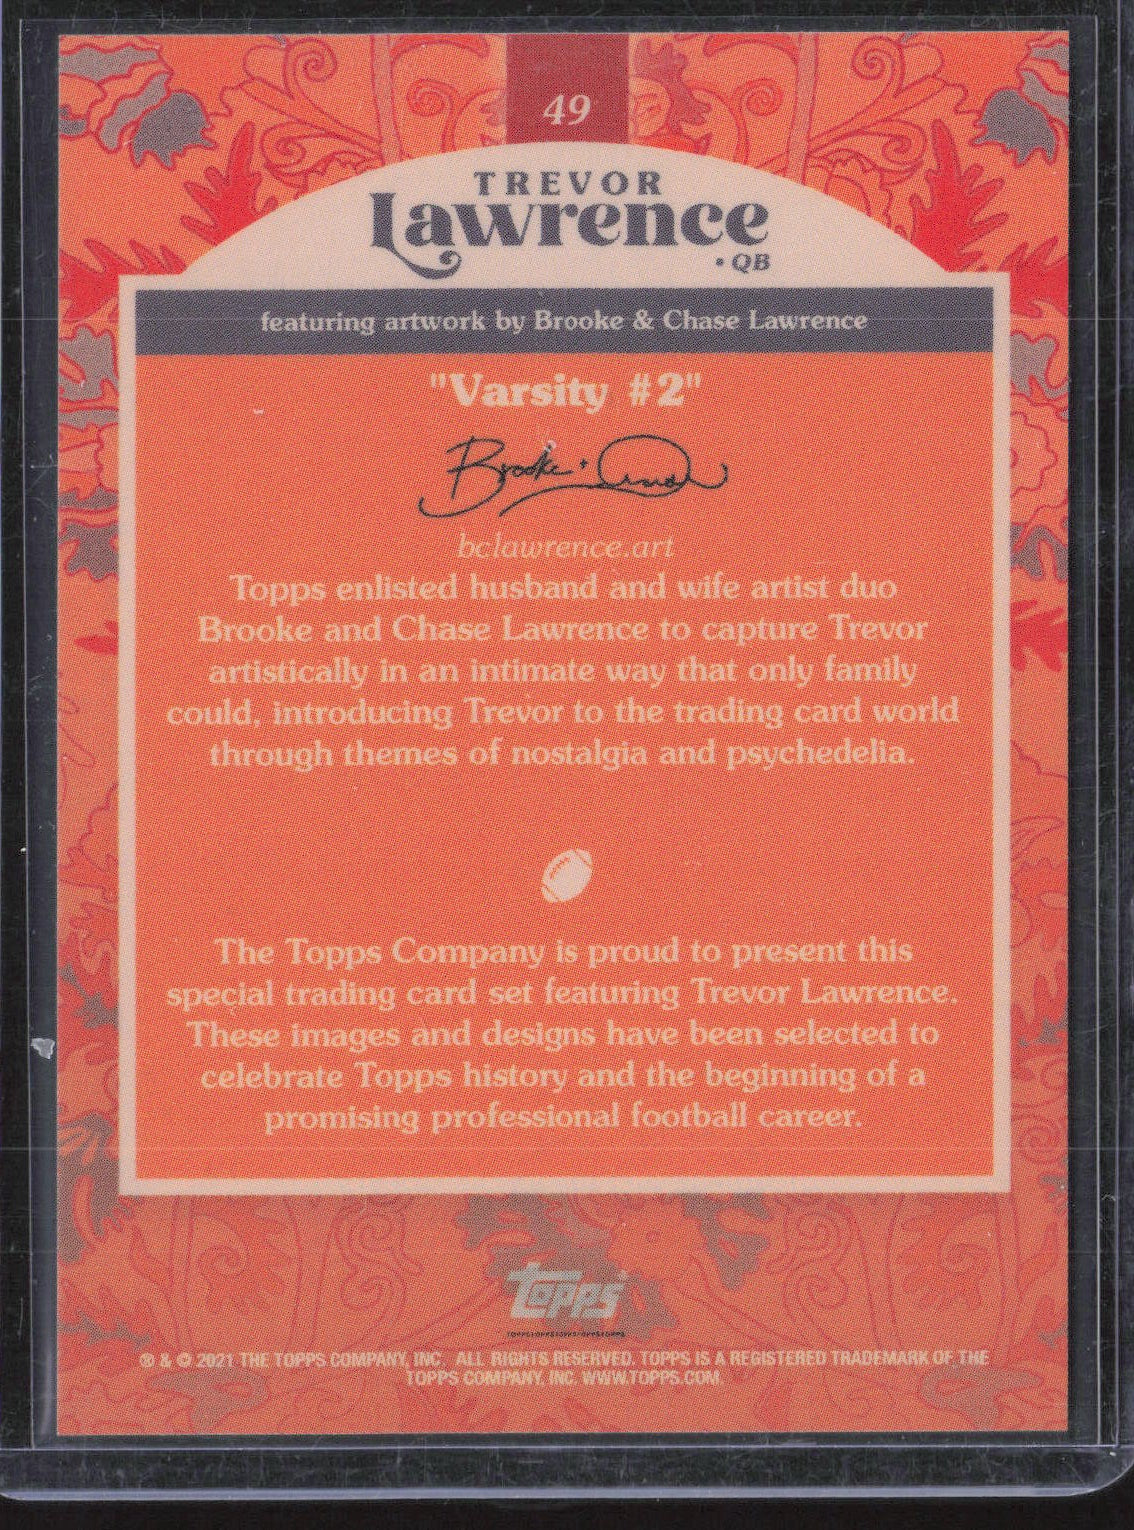 49
TREVOR
Lawrence
• QB
featuring artwork by Brooke & Chase Lawrence
"Varsity #2"
Brooke +
bclawrence.art
Topps enlisted husband and wife artist duo
Brooke and Chase Lawrence to capture Trevor
artistically in an intimate way that only family
could, introducing Trevor to the trading card world
through themes of nostalgia and psychedelia.
The Topps Company is proud to present this
special trading card set featuring Trevor Lawrence.
These images and designs have been selected to
celebrate Topps history and the beginning of a
promising professional football career.
Topps
® & © 2021 THE TOPPS COMPANY, INC. ALL RIGHTS RESERVED. TOPPS IS A REGISTERED TRADEMARK OF THE
TOPPS COMPANY, INC. WWW.TOPPS.COM.